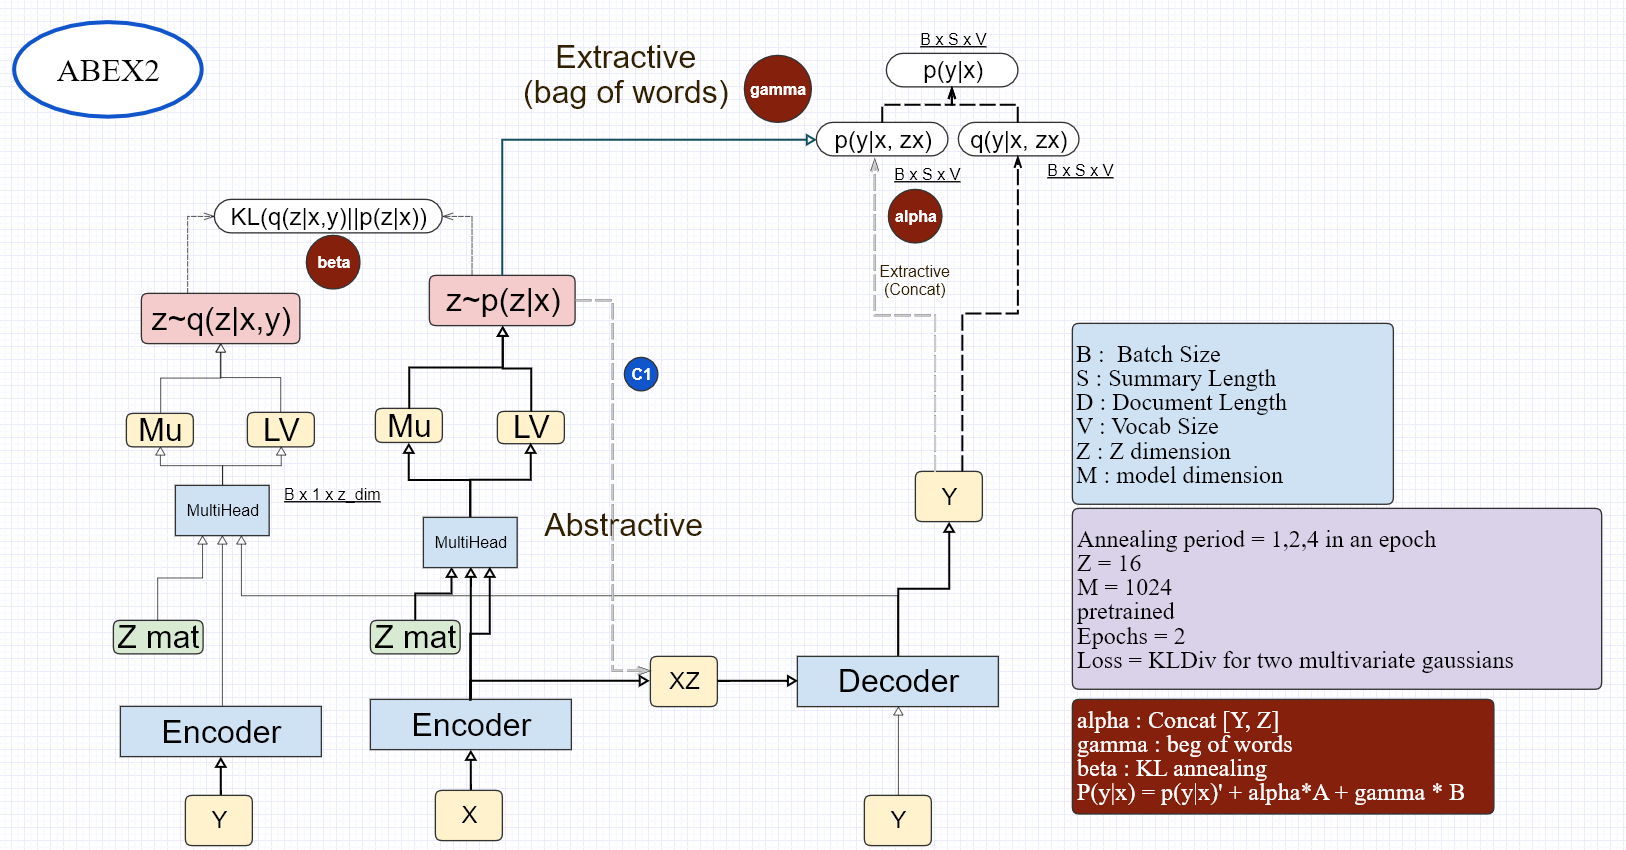 ABEX2
Extractive
(bag of words)
gamma
B x S x V
p(y|x)
p(y|x, zx)
q(y|x, zx)
B x S x V
B x S x V
alpha
KL(q(z|x,y)||p(z|x))
beta
Extractive
(Concat)
z~q(z|x,y)
z~p(z|x)
C1
Mu
LV
Mu
LV
MultiHead
B x 1 x z_dim
MultiHead
Abstractive
Y
Z mat
Z mat
XZ
Decoder
Encoder
Encoder
Y
X
Y
B :  Batch Size
S : Summary Length
D : Document Length
V : Vocab Size
Z : Z dimension
M : model dimension
Annealing period = 1,2,4 in an epoch
Z = 16
M = 1024
pretrained
Epochs = 2
Loss = KLDiv for two multivariate gaussians
alpha : Concat [Y, Z]
gamma : beg of words
beta : KL annealing
P(y|x) = p(y|x)' + alpha*A + gamma * B